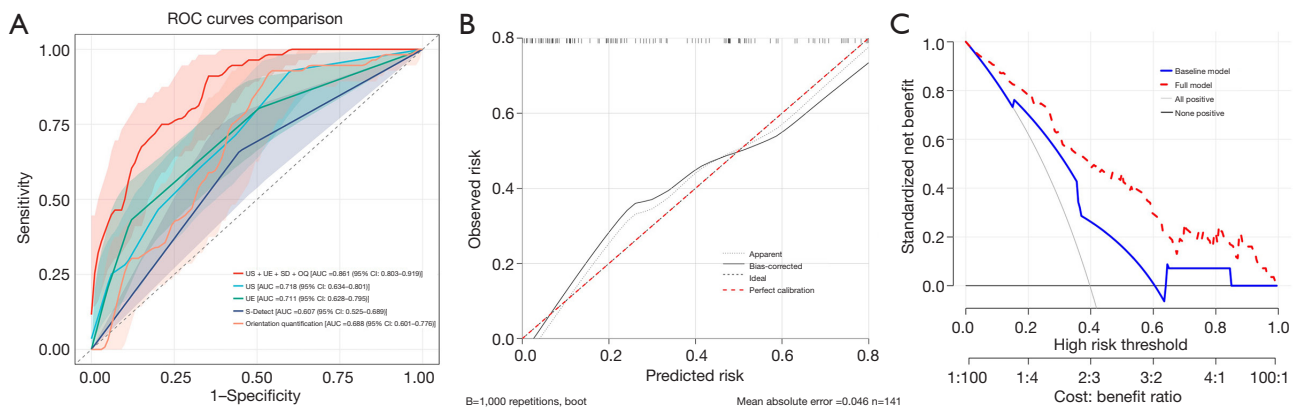 A
ROC curves comparison
1.00
0.75
0.50
0.25
0.00
Sensitivity
US + UE + SD + OQ [AUC =0.861 (95% CI: 0.803–0.919)]
US [AUC =0.718 (95% CI: 0.634–0.801)]
UE [AUC =0.711 (95% CI: 0.628–0.795)]
S-Detect [AUC =0.607 (95% CI: 0.525–0.689)]
Orientation quantification [AUC =0.688 (95% CI: 0.601–0.776)]
0.00 0.25 0.50 0.75 1.00
1–Specificity
B
0.8
0.6
0.4
0.2
0.0
Observed risk
Apparent
Bias-corrected
Ideal
Perfect calibration
0.0 0.2 0.4 0.6 0.8
Predicted risk
B=1,000 repetitions, boot
Mean absolute error =0.046 n=141
C
1.0
0.8
0.6
0.4
0.2
0.0
Standardized net benefit
Baseline model
Full model
All positive
None positive
0.0 0.2 0.4 0.6 0.8 1.0
High risk threshold
1:100 1:4 2:3 3:2 4:1 100:1
Cost: benefit ratio